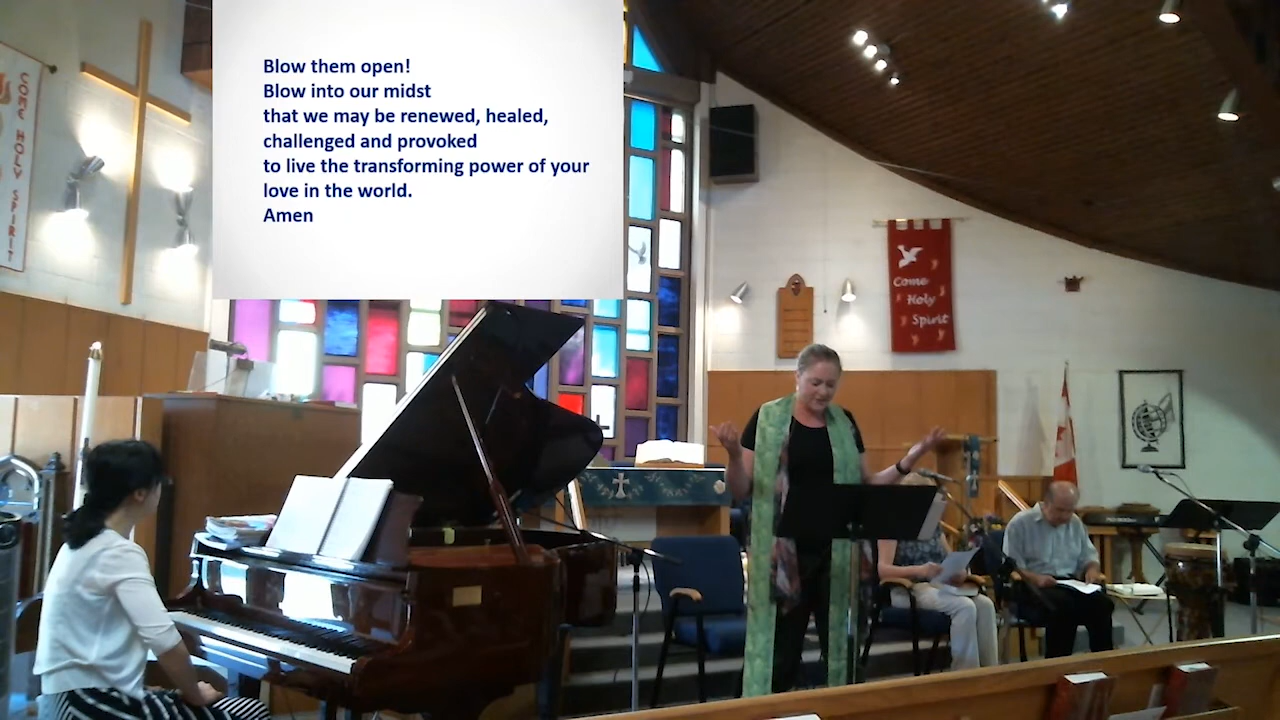 Blow them open!
Blow into our midst
that we may be renewed, healed,
challenged and provoked
to live the transforming power of your
love in the world.
Amen
COME HOLY SPIRIT
Come
Holy
Spirit